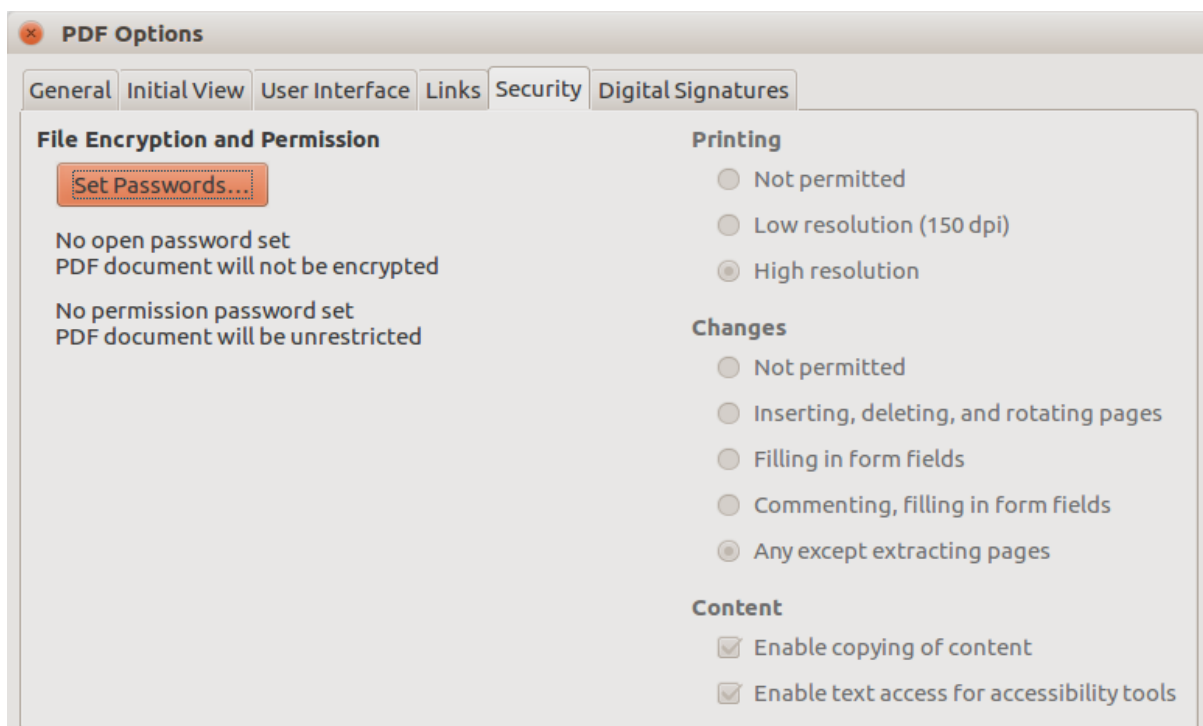 PDF Options
General Initial View User Interface Links Security Digital Signatures
File Encryption and Permission
Set Passwords...
No open password set
PDF document will not be encrypted
No permission password set
PDF document will be unrestricted
Printing
Not permitted
Low resolution (150 dpi)
High resolution
Changes
Not permitted
Inserting, deleting, and rotating pages
Filling in form fields
Commenting, filling in form fields
Any except extracting pages
Content
Enable copying of content
Enable text access for accessibility tools